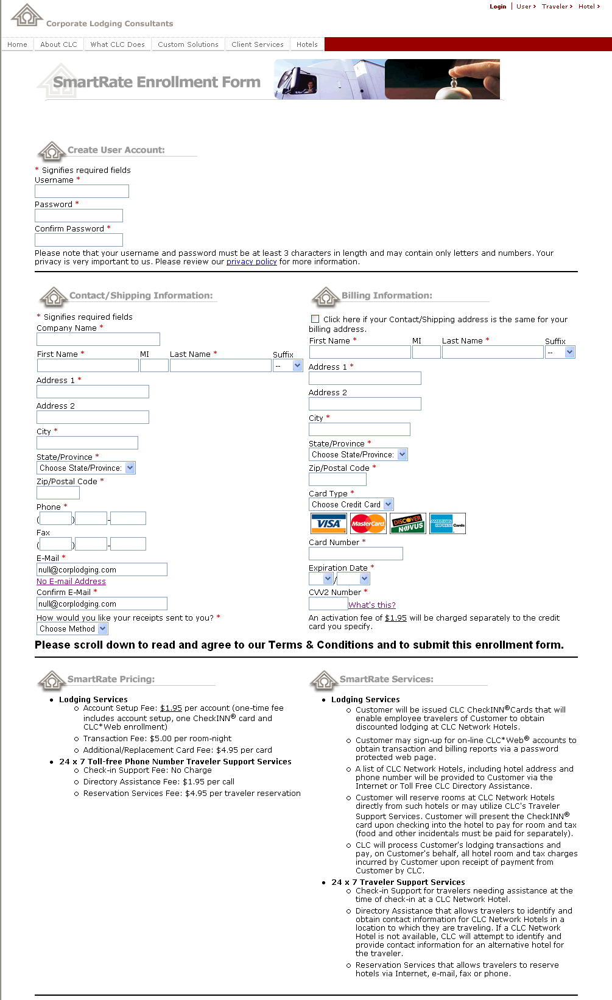 Login | User > Traveler > Hotel >
Corporate Lodging Consultants
Home About CLC What CLC Does Custom Solutions Client Services Hotels
SmartRate Enrollment Form
Create User Account:
* Signifies required fields
Username *
Password *
Confirm Password *
Please note that your username and password must be at least 3 characters in length and may contain only letters and numbers. Your
privacy is very important to us. Please review our privacy policy for more information.
Contact/Shipping Information:
* Signifies required fields
Company Name *
First Name * MI Last Name * Suffix
--
Address 1 *
Address 2
City *
State/Province *
Choose State/Province:
Zip/Postal Code *
Phone *
( ) -
Fax
( ) -
E-Mail *
null@corplodging.com
No E-mail Address
Confirm E-Mail *
null@corplodging.com
How would you like your receipts sent to you? *
Choose Method
Billing Information:
Click here if your Contact/Shipping address is the same for your
billing address.
First Name * MI Last Name * Suffix
--
Address 1 *
Address 2
City *
State/Province *
Choose State/Province:
Zip/Postal Code *
Card Type *
Choose Credit Card
VISA MasterCard DISCOVER NOVUS AMERICAN EXPRESS Cards
Card Number *
Expiration Date *
/
CVV2 Number *
What's this?
An activation fee of $1.95 will be charged separately to the credit
card you specify.
Please scroll down to read and agree to our Terms & Conditions and to submit this enrollment form.
SmartRate Pricing:
Lodging Services
Account Setup Fee: $1.95 per account (one-time fee
includes account setup, one CheckINN® card and
CLC*Web enrollment)
Transaction Fee: $5.00 per room-night
Additional/Replacement Card Fee: $4.95 per card
24 x 7 Toll-free Phone Number Traveler Support Services
Check-in Support Fee: No Charge
Directory Assistance Fee: $1.95 per call
Reservation Services Fee: $4.95 per traveler reservation
SmartRate Services:
Lodging Services
Customer will be issued CLC CheckINN®Cards that will
enable employee travelers of Customer to obtain
discounted lodging at CLC Network Hotels.
Customer may sign-up for on-line CLC*Web® accounts to
obtain transaction and billing reports via a password
protected web page.
A list of CLC Network Hotels, including hotel address and
phone number will be provided to Customer via the
Internet or Toll Free CLC Directory Assistance.
Customer will reserve rooms at CLC Network Hotels
directly from such hotels or may utilize CLC's Traveler
Support Services. Customer will present the CheckINN®
card upon checking into the hotel to pay for room and tax
(food and other incidentals must be paid for separately).
CLC will process Customer's lodging transactions and
pay, on Customer's behalf, all hotel room and tax charges
incurred by Customer upon receipt of payment from
Customer by CLC.
24 x 7 Traveler Support Services
Check-in Support for travelers needing assistance at the
time of check-in at a CLC Network Hotel.
Directory Assistance that allows travelers to identify and
obtain contact information for CLC Network Hotels in a
location to which they are traveling. If a CLC Network
Hotel is not available, CLC will attempt to identify and
provide contact information for an alternative hotel for
the traveler.
Reservation Services that allows travelers to reserve
hotels via Internet, e-mail, fax or phone.